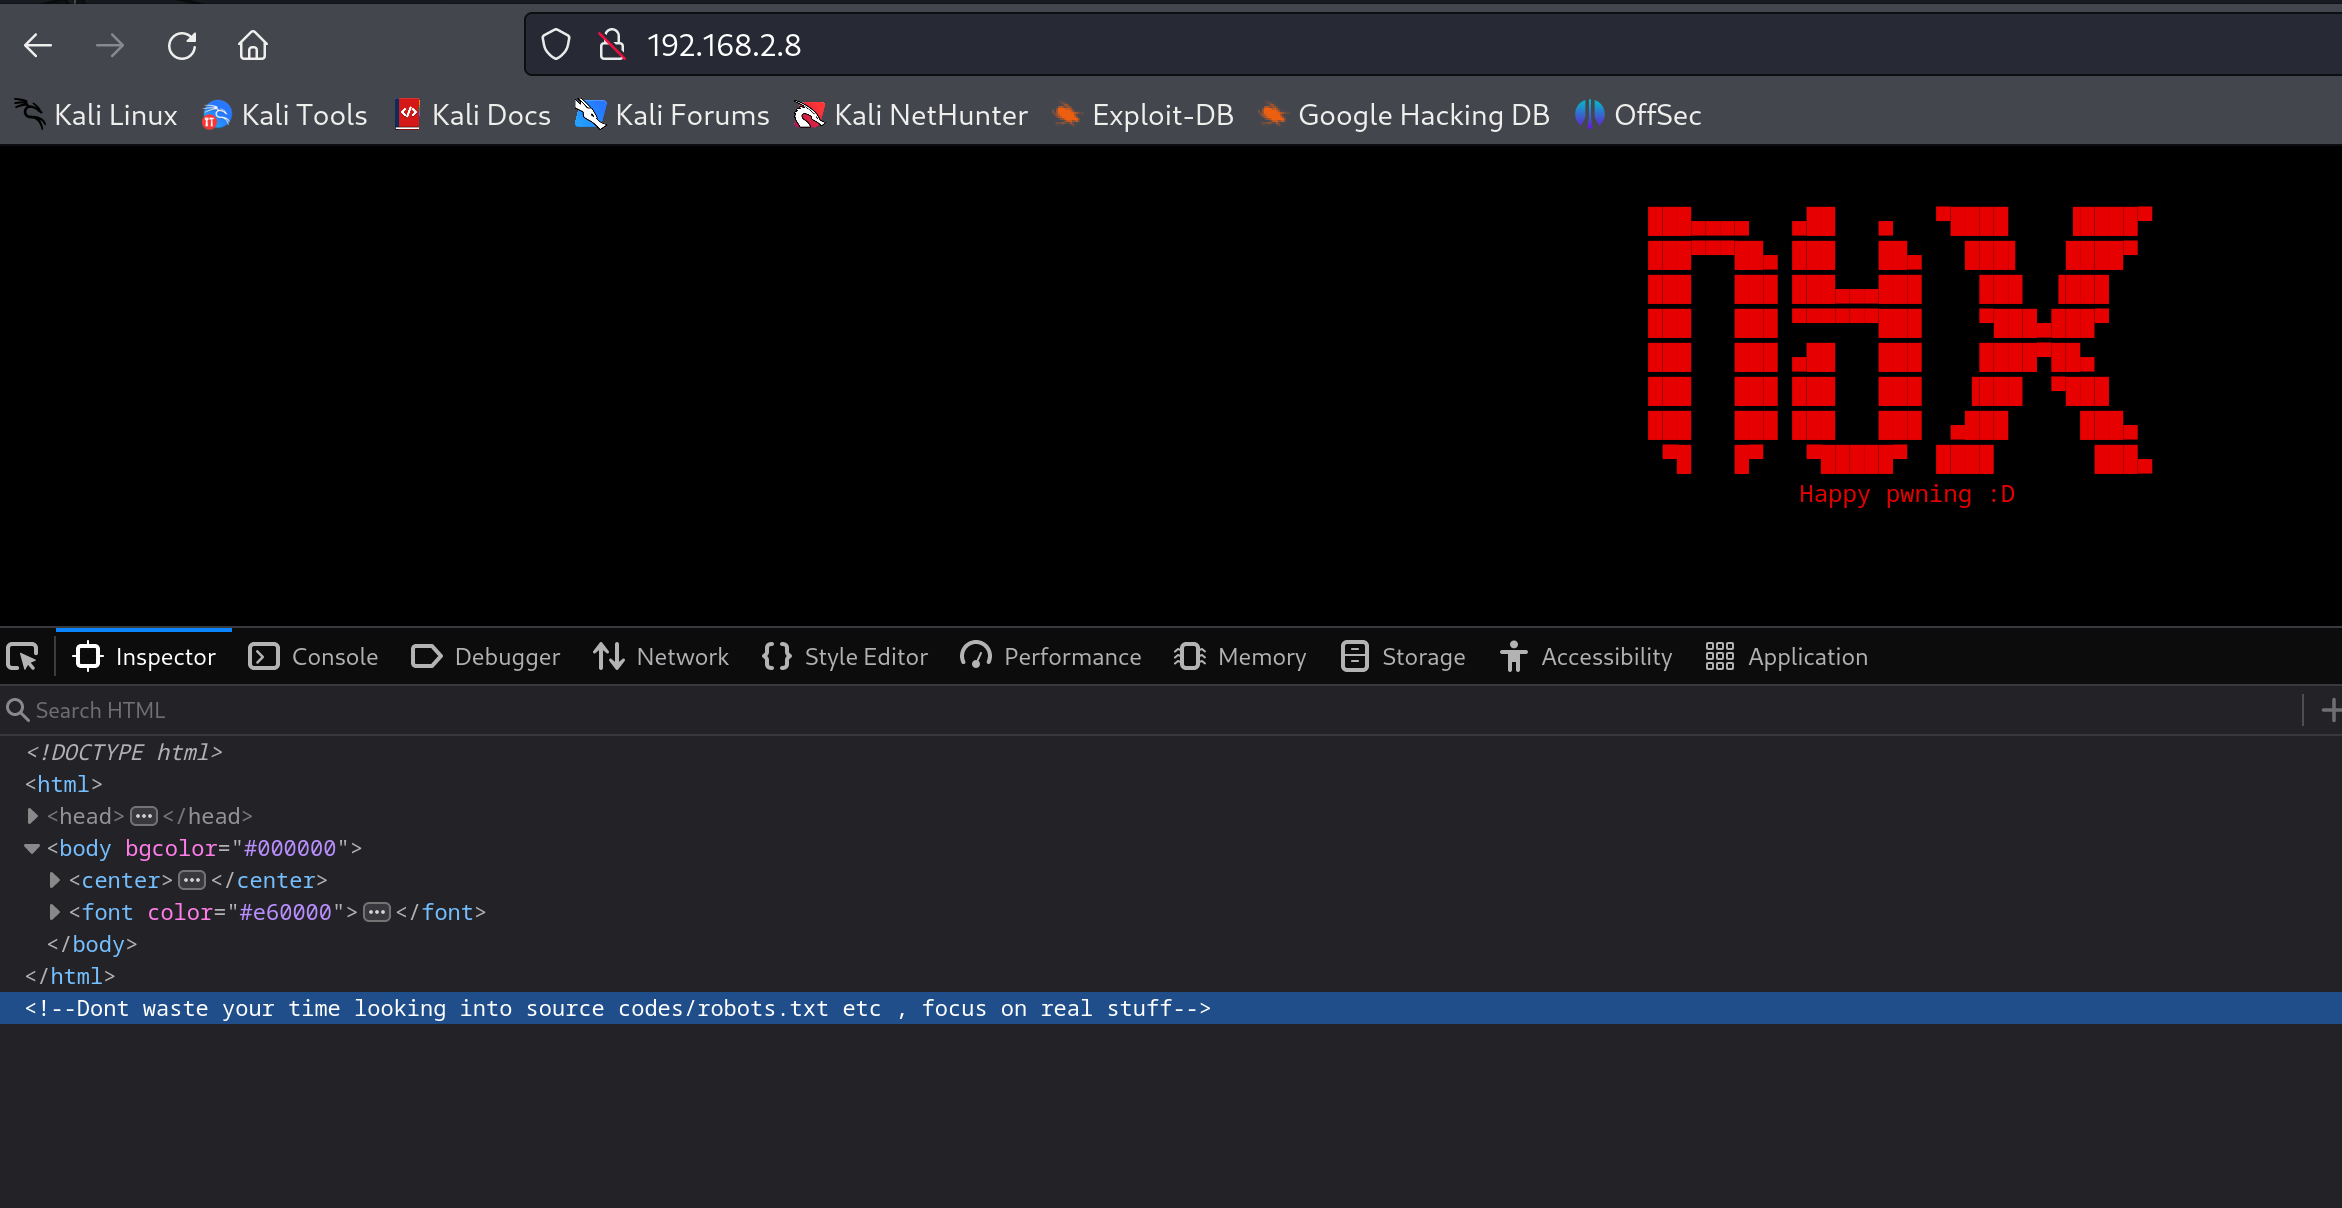 192.168.2.8
Kali Linux Kali Tools Kali Docs Kali Forums Kali NetHunter Exploit-DB Google Hacking DB OffSec
nyX
Happy pwning :D
Inspector Console Debugger Network Style Editor Performance Memory Storage Accessibility Application
Search HTML
<!DOCTYPE html>
<html>
<head>···</head>
<body bgcolor="#000000">
<center>···</center>
<font color="#e60000">···</font>
</body>
</html>
<!--Dont waste your time looking into source codes/robots.txt etc , focus on real stuff-->